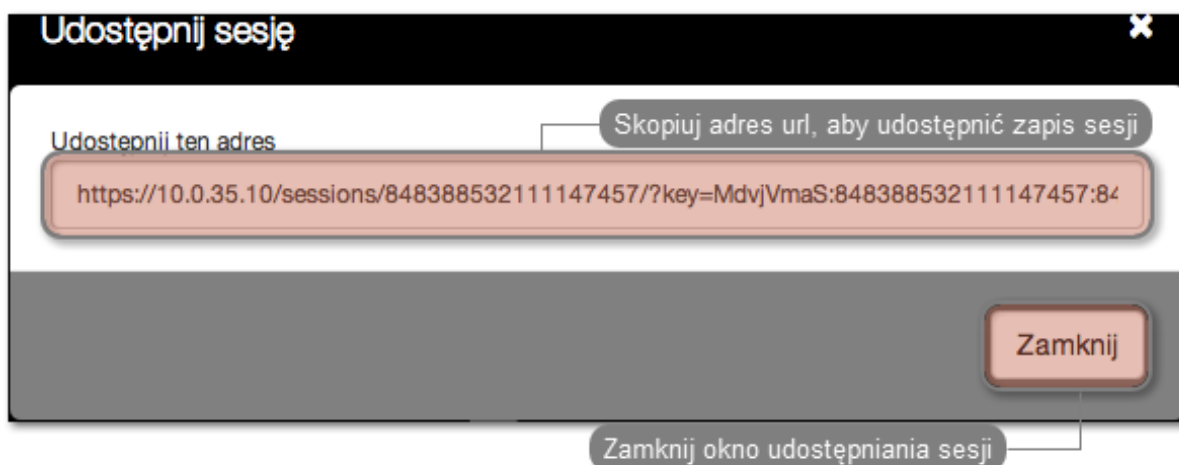 Udostępnij sesję
Skopiuj adres url, aby udostępnić zapis sesji
Udostępnij ten adres
https://10.0.35.10/sessions/848388532111147457/?key=MdvjVmaS:848388532111147457:84
Zamknij
Zamknij okno udostępniania sesji